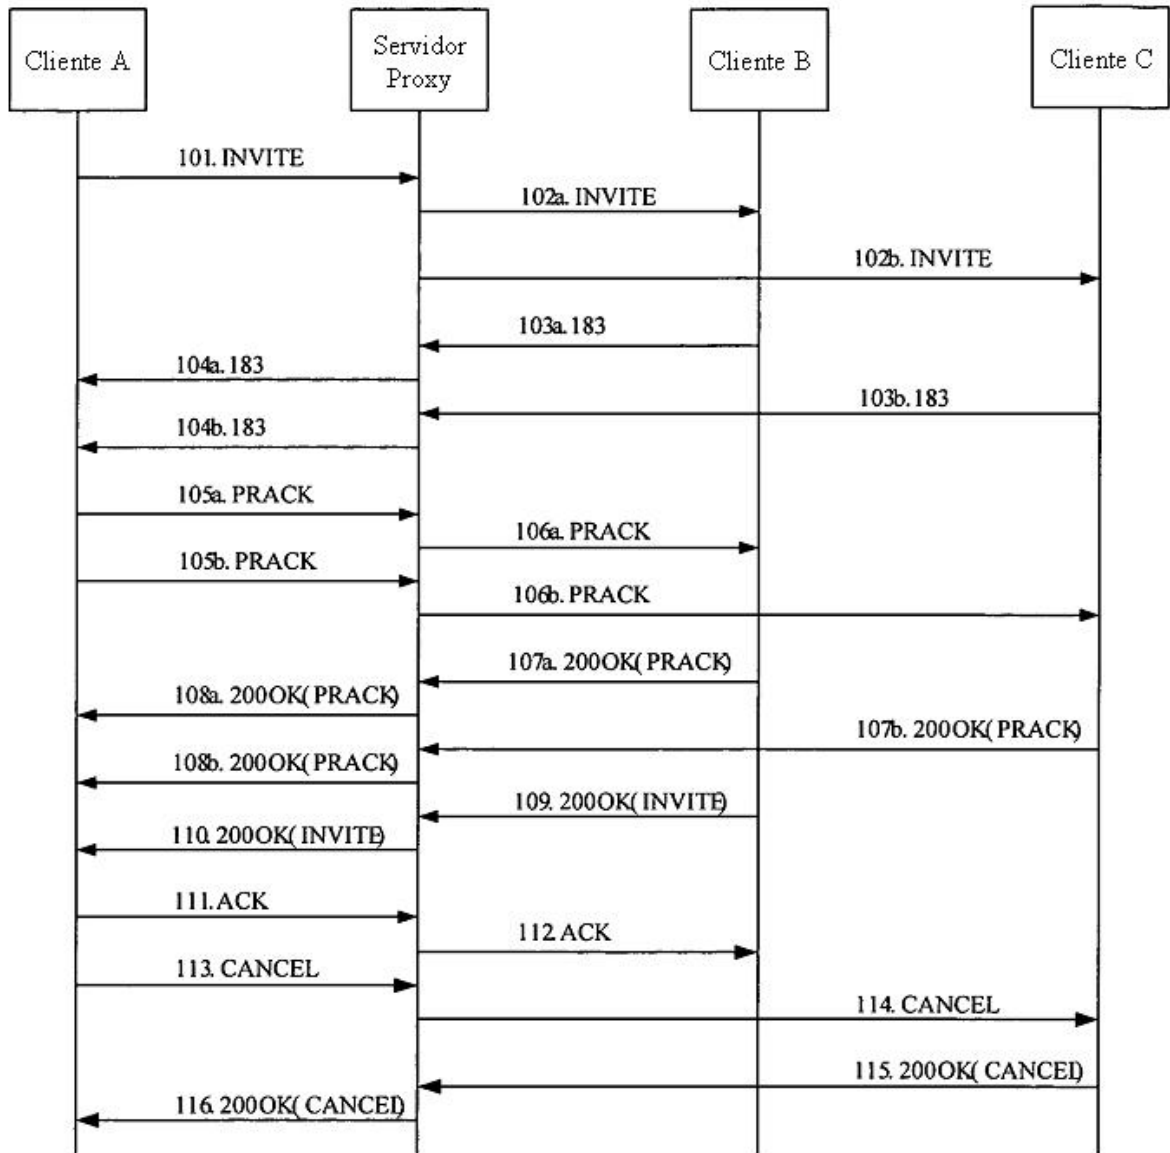 Cliente A
Servidor
Proxy
Cliente B
Cliente C
101. INVITE
102a. INVITE
102b. INVITE
103a. 183
104a. 183
103b. 183
104b. 183
105a. PRACK
106a. PRACK
105b. PRACK
106b. PRACK
107a. 200OK( PRACK)
108a. 200OK( PRACK)
107b. 200OK( PRACK)
108b. 200OK( PRACK)
109. 200OK( INVITE)
110. 200OK( INVITE)
111. ACK
112. ACK
113. CANCEL
114. CANCEL
115. 200OK( CANCEL)
116. 200OK( CANCEL)